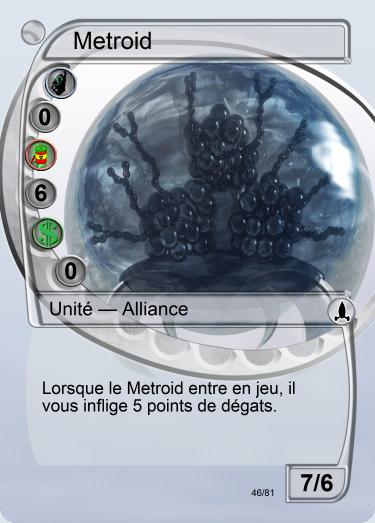 Metroid
0
6
$
0
Unité — Alliance
Lorsque le Metroid entre en jeu, il
vous inflige 5 points de dégats.
46/81
7/6